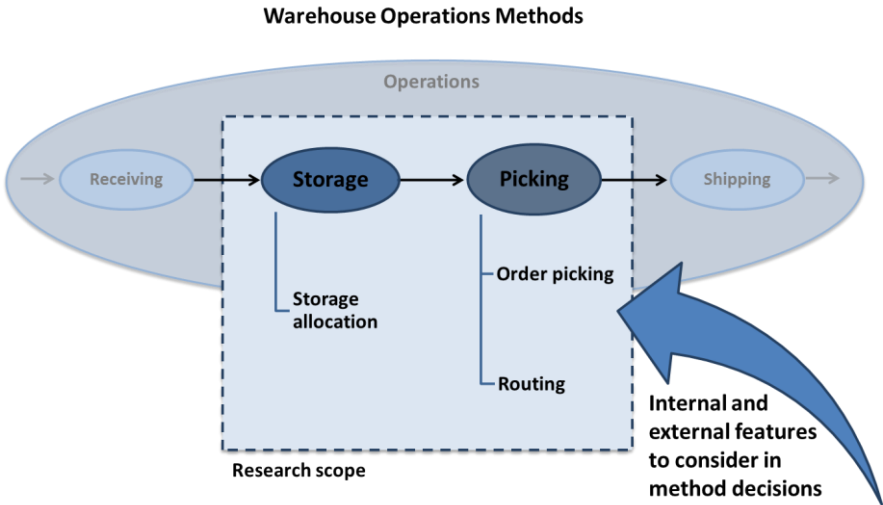 Warehouse Operations Methods
Operations
Receiving
Storage
Picking
Shipping
Order picking
Storage
allocation
Routing
Internal and
external features
to consider in
method decisions
Research scope